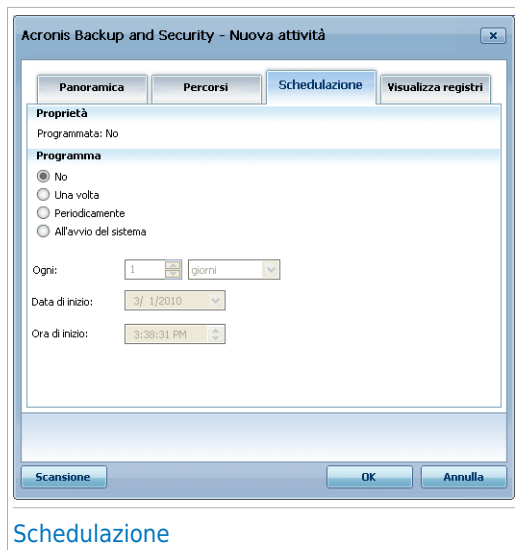 Acronis Backup and Security - Nuova attività
Panoramica Percorsi Schedulazione Visualizza registri
Proprietà
Programmata: No
Programma
No
Una volta
Periodicamente
All'avvio del sistema
Ogni: 1 giorni
Data di inizio: 3/ 1/2010
Ora di inizio: 3:38:31 PM
Scansione OK Annulla
Schedulazione